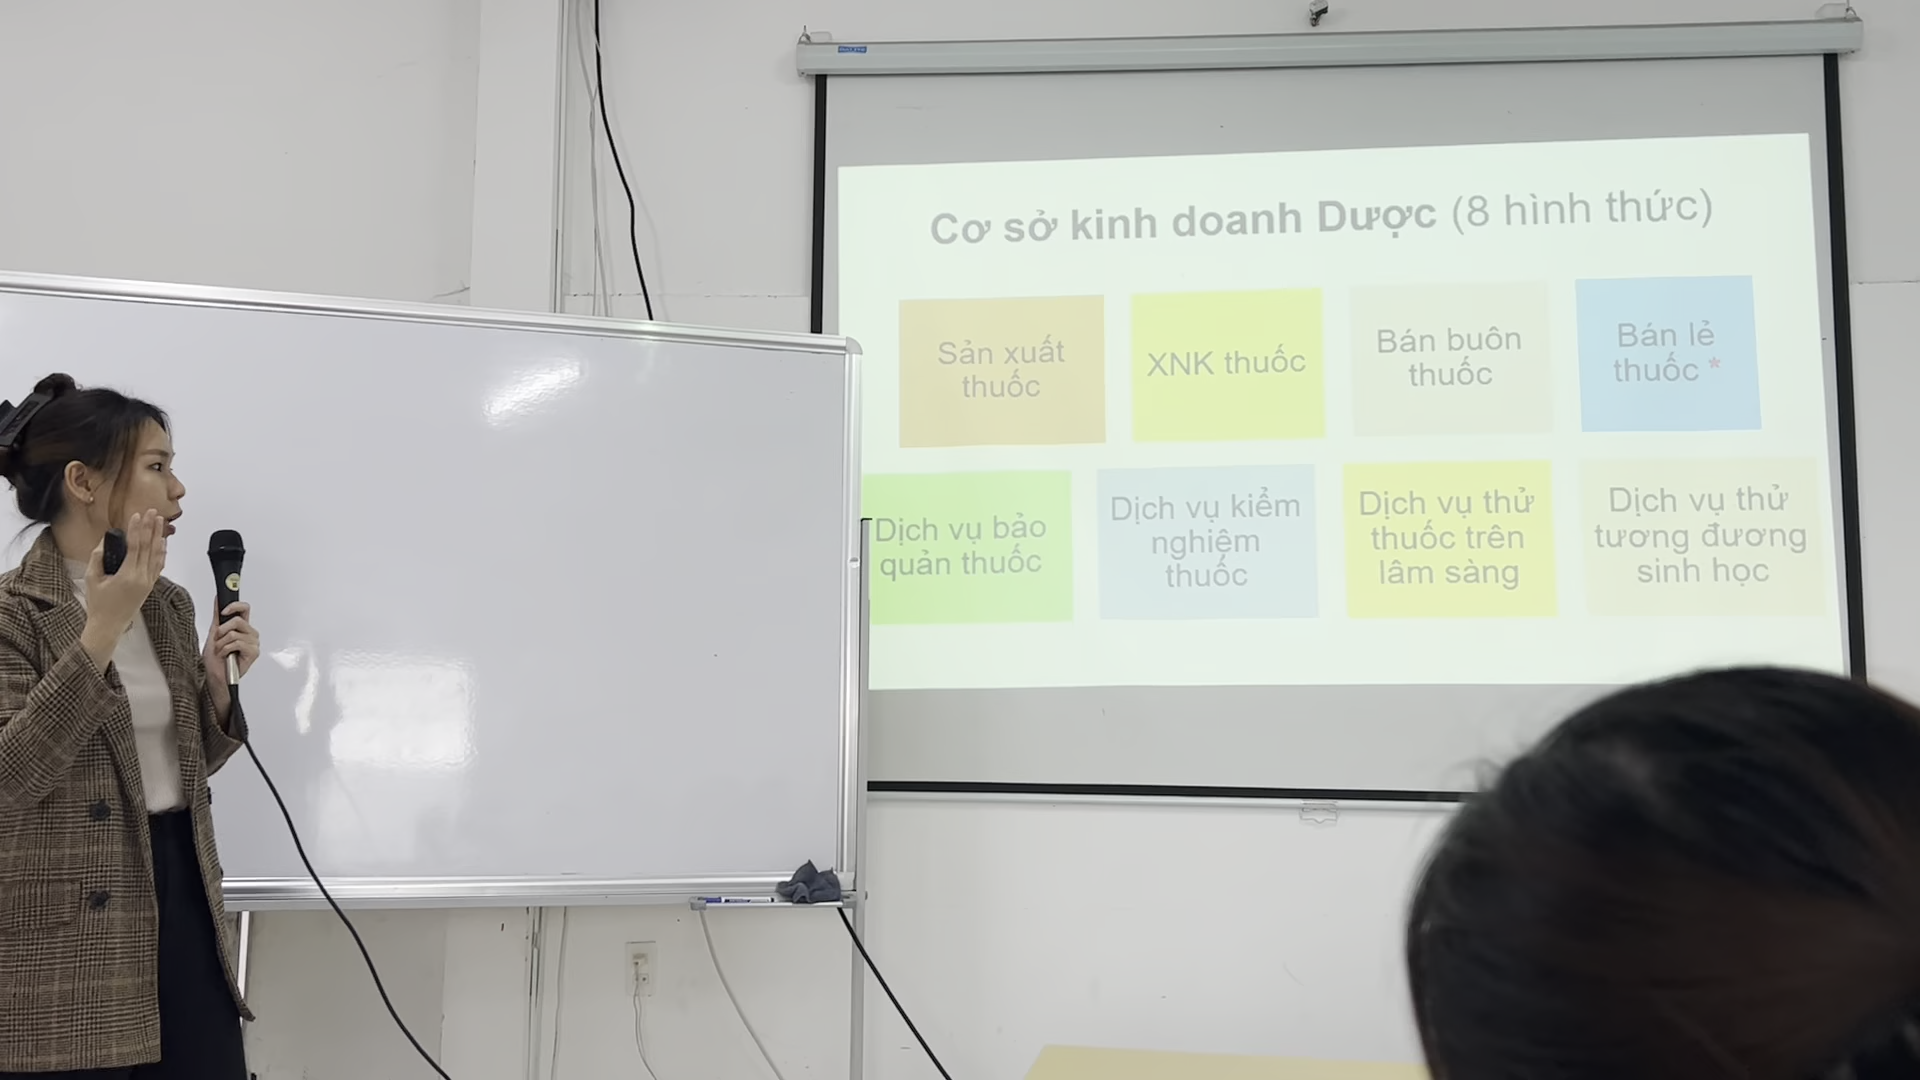 Cơ sở kinh doanh Dược (8 hình thức)
Sản xuất
thuốc
XNK thuốc
Bán buôn
thuốc
Bán lẻ
thuốc *
Dịch vụ bảo
quản thuốc
Dịch vụ kiểm
nghiệm
thuốc
Dịch vụ thử
thuốc trên
lâm sàng
Dịch vụ thử
tương đương
sinh học